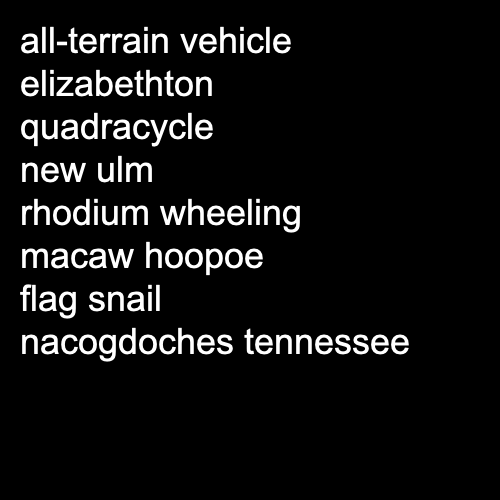 all-terrain vehicle
elizabethton
quadracycle
new ulm
rhodium wheeling
macaw hoopoe
flag snail
nacogdoches tennessee